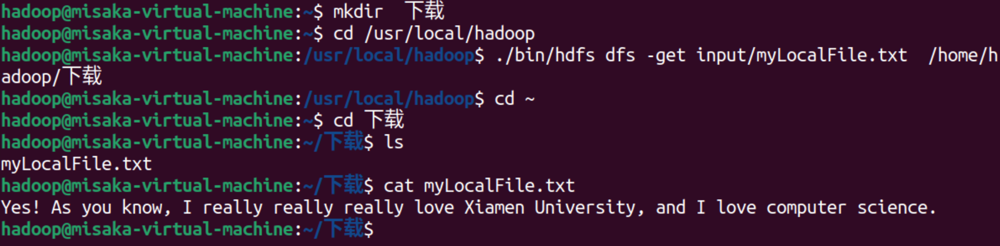 hadoop@misaka-virtual-machine:~$ mkdir  下载
hadoop@misaka-virtual-machine:~$ cd /usr/local/hadoop
hadoop@misaka-virtual-machine:/usr/local/hadoop$ ./bin/hdfs dfs -get input/myLocalFile.txt  /home/h
adoop/下载
hadoop@misaka-virtual-machine:/usr/local/hadoop$ cd ~
hadoop@misaka-virtual-machine:~$ cd 下载
hadoop@misaka-virtual-machine:~/下载$ ls
myLocalFile.txt
hadoop@misaka-virtual-machine:~/下载$ cat myLocalFile.txt
Yes! As you know, I really really really love Xiamen University, and I love computer science.
hadoop@misaka-virtual-machine:~/下载$